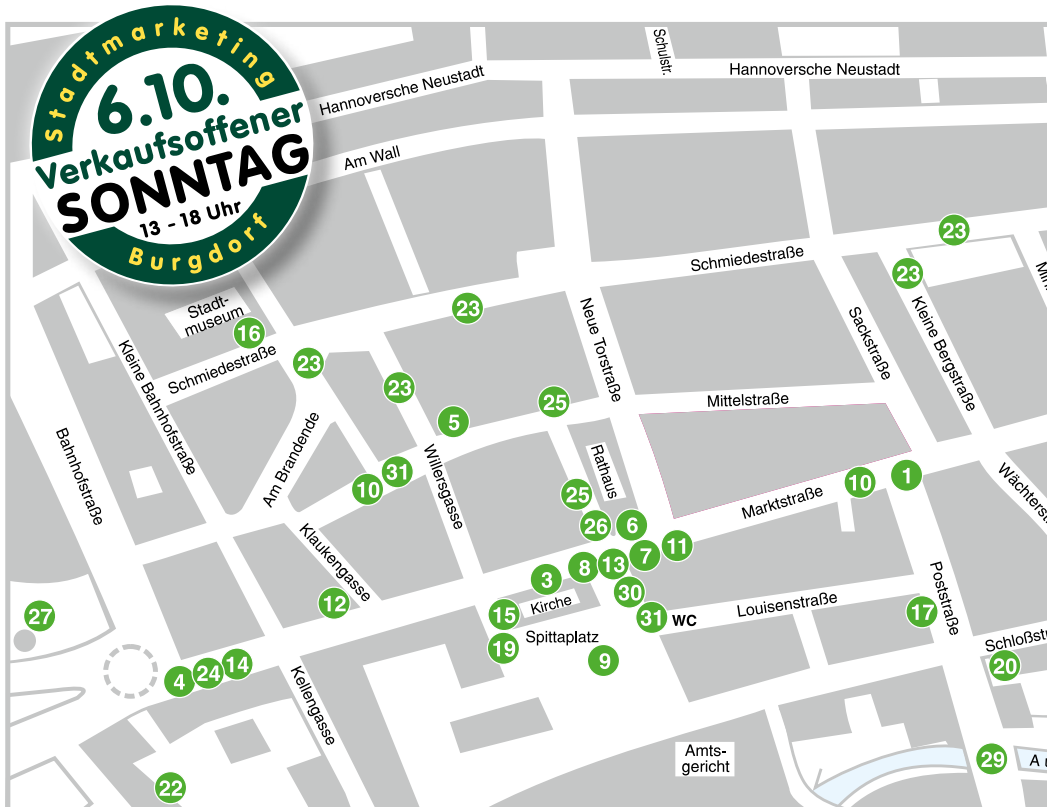 Stadtmarketing
6.10.
Verkaufsoffener
SONNTAG
13 - 18 Uhr
Burgdorf
Schulstr.
Hannoversche Neustadt
Hannoversche Neustadt
Am Wall
Schmiedestraße
23
23
Stadt-
museum
16
23
Neue Torstraße
Sackstraße
Kleine Bergstraße
Kleine Bahnhofstraße
Schmiedestraße
23
23
5
25
Mittelstraße
Bahnhofstraße
Am Brandende
Willersgasse
Rathaus
10
31
25
Marktstraße
10
1
Wächterst
Klaukengasse
26
6
11
7
13
8
3
12
30
Kirche
15
31
WC
Louisenstraße
17
Poststraße
27
Spittaplatz
19
9
Schloßstr
20
4
24
14
Kellengasse
Amts-
gericht
29
A u
22